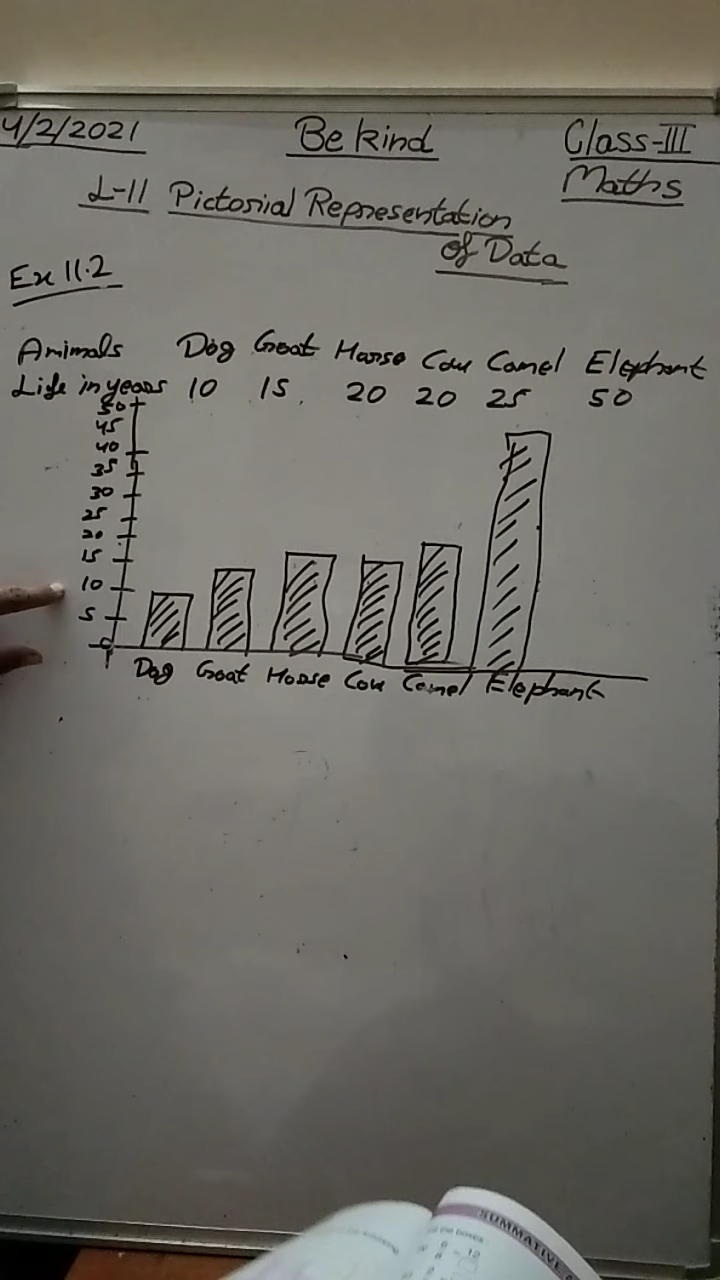 4/2/2021 Be kind Class-III
Maths
L-11 Pictorial Representation
of Data
Ex 11.2
Animals Dog Goat Horse Cow Camel Elephant
Life in years 10 15 20 20 25 50
50
45
40
35
30
25
20
15
10
5
0
Dog Goat Horse Cow Camel Elephant
SUMMATIVE